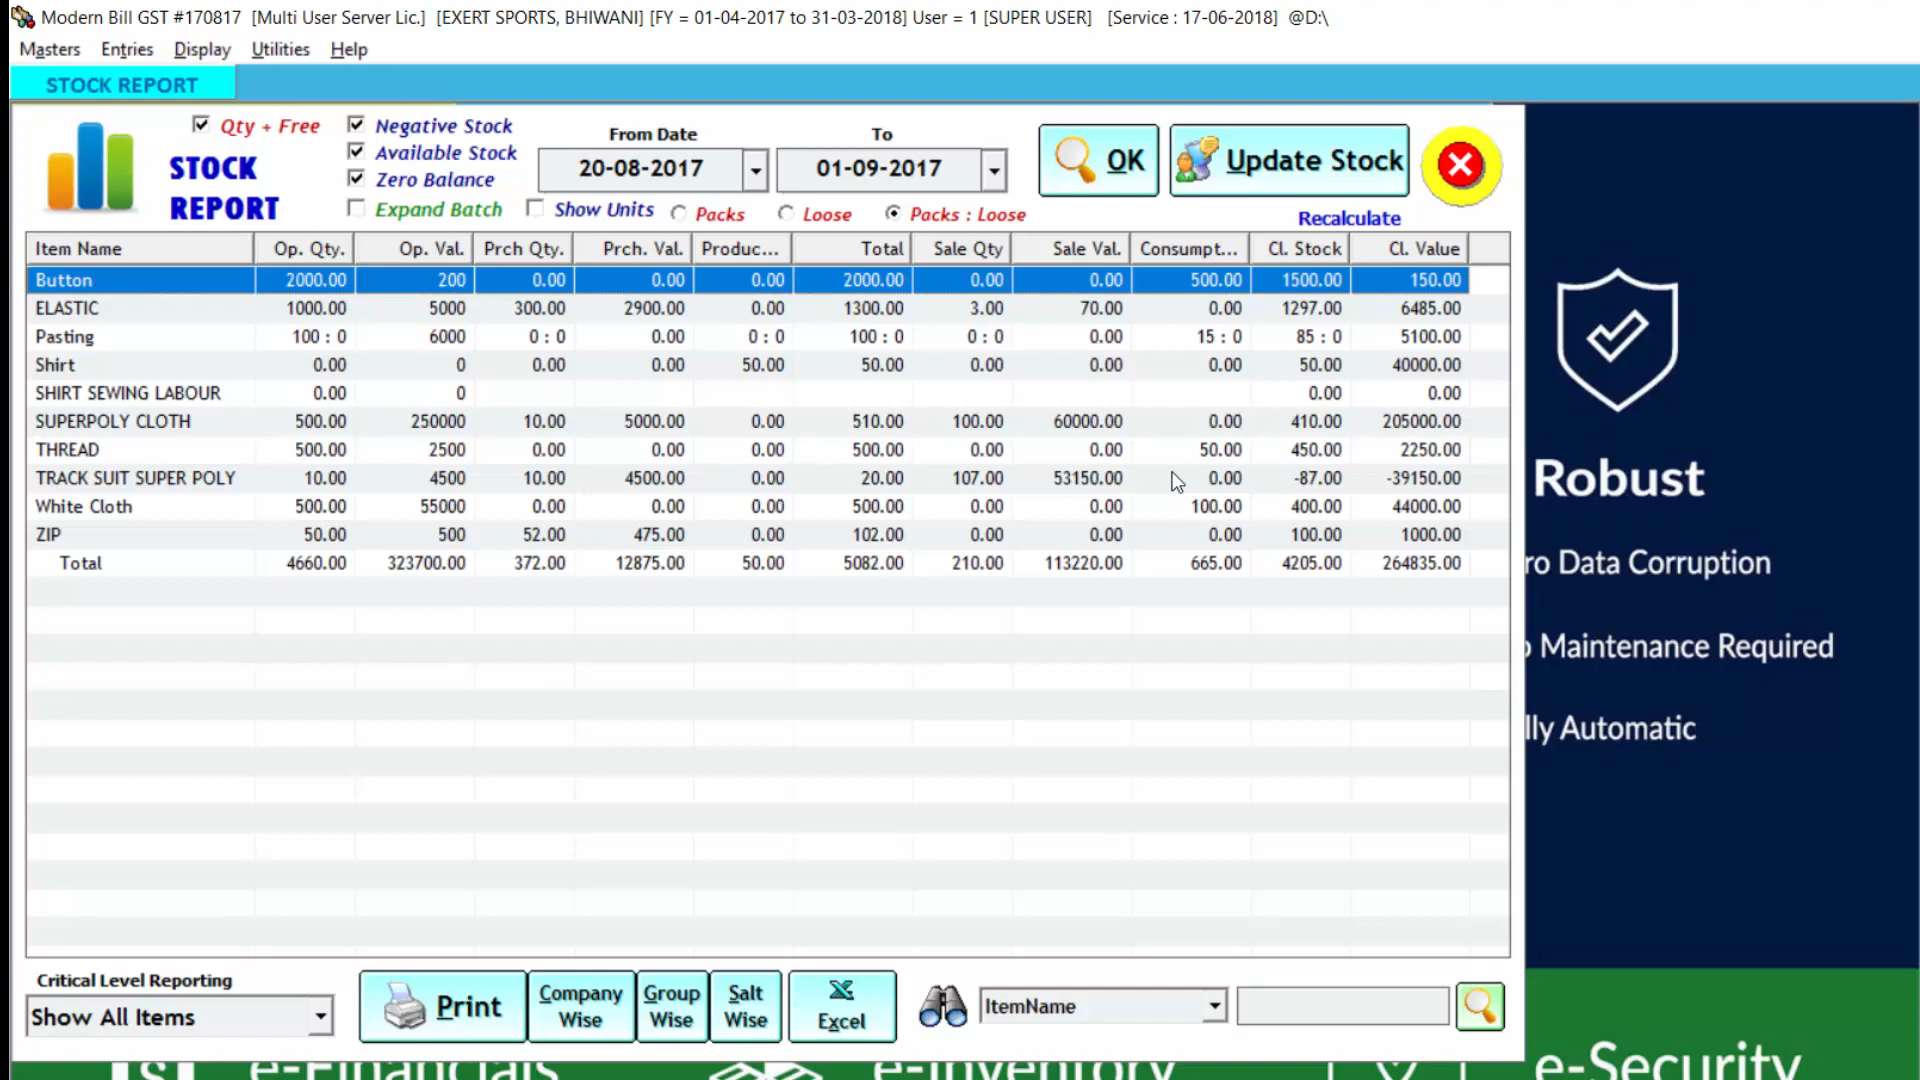 Modern Bill GST #170817 [Multi User Server Lic.] [EXERT SPORTS, BHIWANI] [FY = 01-04-2017 to 31-03-2018] User = 1 [SUPER USER] [Service : 17-06-2018] @D:\
Masters Entries Display Utilities Help
STOCK REPORT
Qty + Free
STOCK
REPORT
Negative Stock
Available Stock
Zero Balance
Expand Batch
Show Units
From Date To
20-08-2017 01-09-2017
Packs Loose Packs : Loose
OK
Update Stock
Recalculate
Item Name Op. Qty. Op. Val. Prch Qty. Prch. Val. Produc... Total Sale Qty Sale Val. Consumpt... Cl. Stock Cl. Value
Button 2000.00 200 0.00 0.00 0.00 2000.00 0.00 0.00 500.00 1500.00 150.00
ELASTIC 1000.00 5000 300.00 2900.00 0.00 1300.00 3.00 70.00 0.00 1297.00 6485.00
Pasting 100 : 0 6000 0 : 0 0.00 0 : 0 100 : 0 0 : 0 0.00 15 : 0 85 : 0 5100.00
Shirt 0.00 0 0.00 0.00 50.00 50.00 0.00 0.00 0.00 50.00 40000.00
SHIRT SEWING LABOUR 0.00 0 0.00 0.00
SUPERPOLY CLOTH 500.00 250000 10.00 5000.00 0.00 510.00 100.00 60000.00 0.00 410.00 205000.00
THREAD 500.00 2500 0.00 0.00 0.00 500.00 0.00 0.00 50.00 450.00 2250.00
TRACK SUIT SUPER POLY 10.00 4500 10.00 4500.00 0.00 20.00 107.00 53150.00 0.00 -87.00 -39150.00
White Cloth 500.00 55000 0.00 0.00 0.00 500.00 0.00 0.00 100.00 400.00 44000.00
ZIP 50.00 500 52.00 475.00 0.00 102.00 0.00 0.00 0.00 100.00 1000.00
Total 4660.00 323700.00 372.00 12875.00 50.00 5082.00 210.00 113220.00 665.00 4205.00 264835.00
Robust
ro Data Corruption
o Maintenance Required
lly Automatic
Critical Level Reporting
Show All Items
Print
Company
Wise
Group
Wise
Salt
Wise
Excel
ItemName
e-Financials e-Inventory e-Security